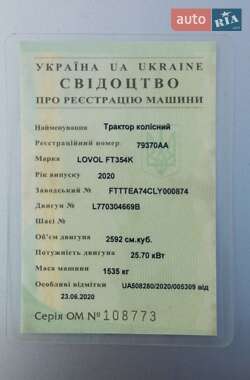 AUTO RIA
УКРАЇНА UA UKRAINE
СВІДОЦТВО
ПРО РЕЄСТРАЦІЮ МАШИНИ
Найменування Трактор колісний
Реєстраційний номер 79370АА
Марка LOVOL FT354K
Рік випуску 2020
Заводський № FTTTEA74CLY000874
Двигун № L770304669B
Шасі №
Об'єм двигуна 2592 см.куб.
Потужність двигуна 25.70 кВт
Маса машини 1535 кг
Особливі відмітки UA508280/2020/005309 від
23.06.2020
Серія ОМ № 108773